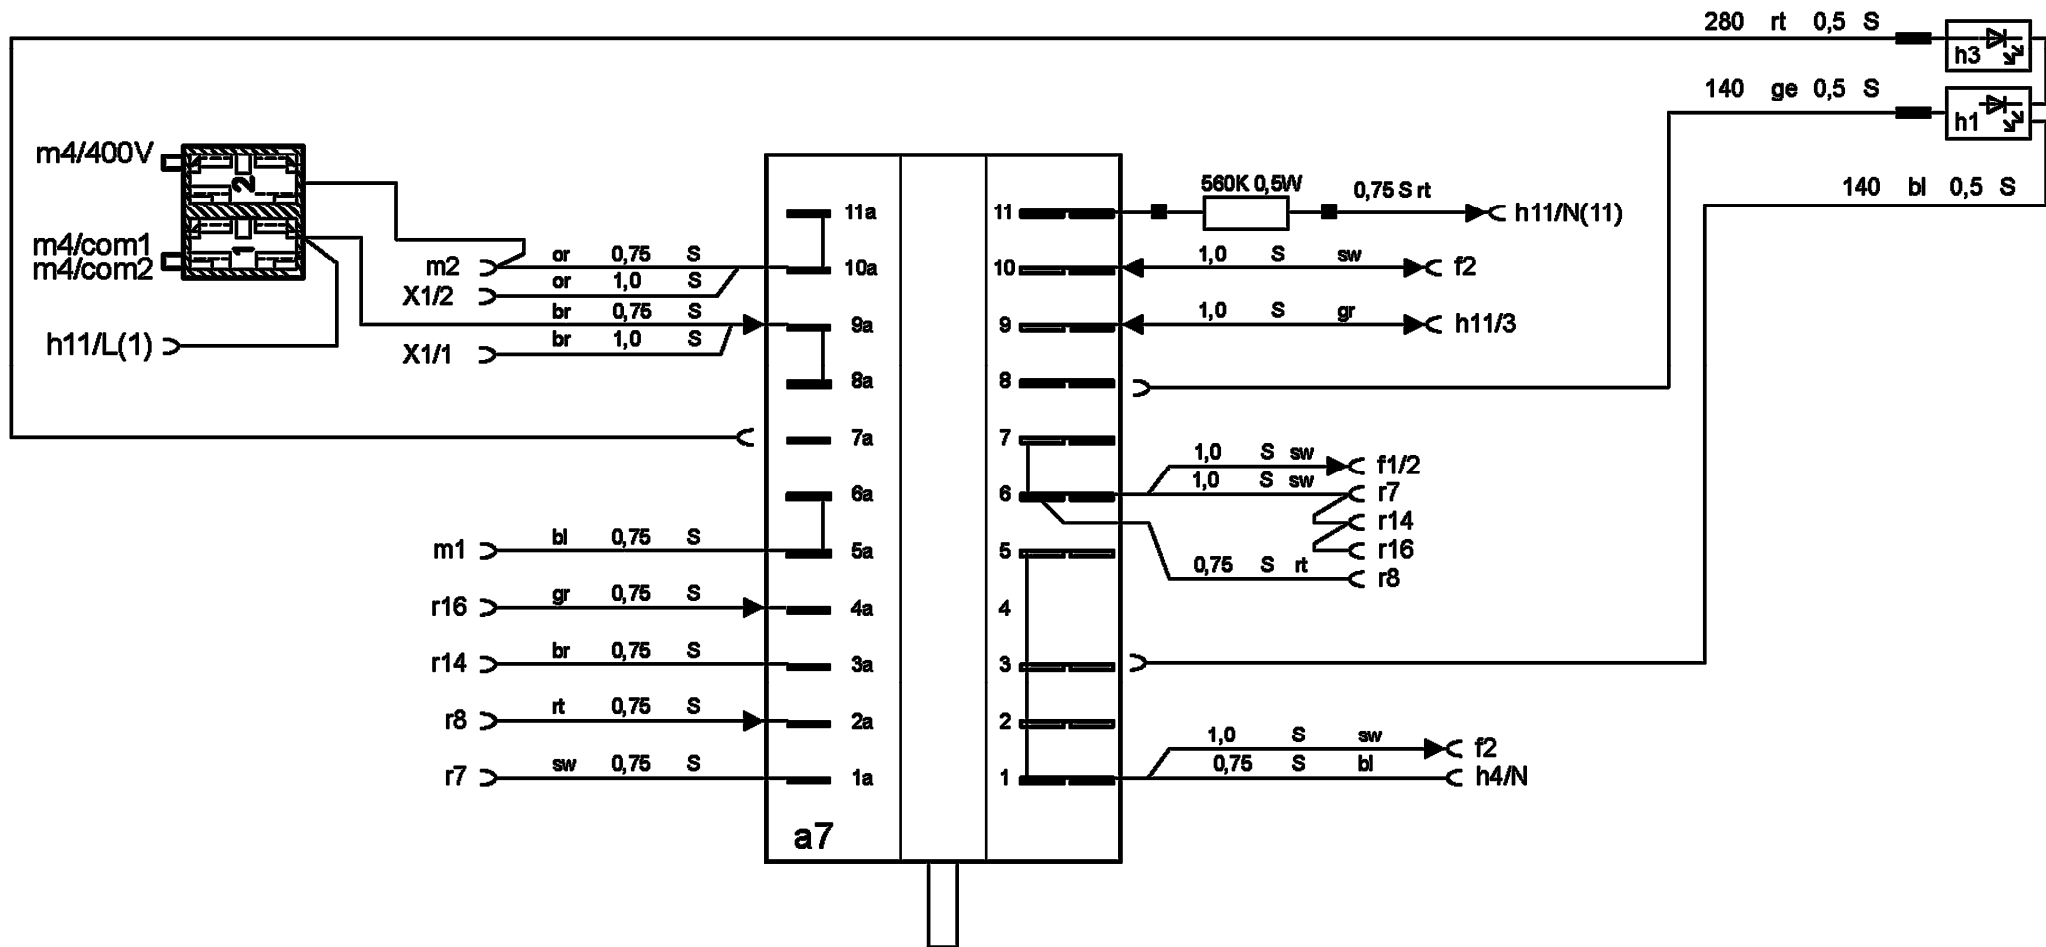 280 rt 0,5 S
h3
140 ge 0,5 S
h1
140 bl 0,5 S
m4/400V
2
m4/com1
m4/com2
1
h11/L(1)
m2 or 0,75 S
X1/2 or 1,0 S
br 0,75 S
X1/1 br 1,0 S
m1 bl 0,75 S
r16 gr 0,75 S
r14 br 0,75 S
r8 rt 0,75 S
r7 sw 0,75 S
11a
10a
9a
8a
7a
6a
5a
4a
3a
2a
1a
a7
11
10
9
8
7
6
5
4
3
2
1
560K 0,5W 0,75 S rt h11/N(11)
1,0 S sw f2
1,0 S gr h11/3
1,0 S sw f1/2
1,0 S sw r7
r14
r16
0,75 S rt r8
1,0 S sw f2
0,75 S bl h4/N